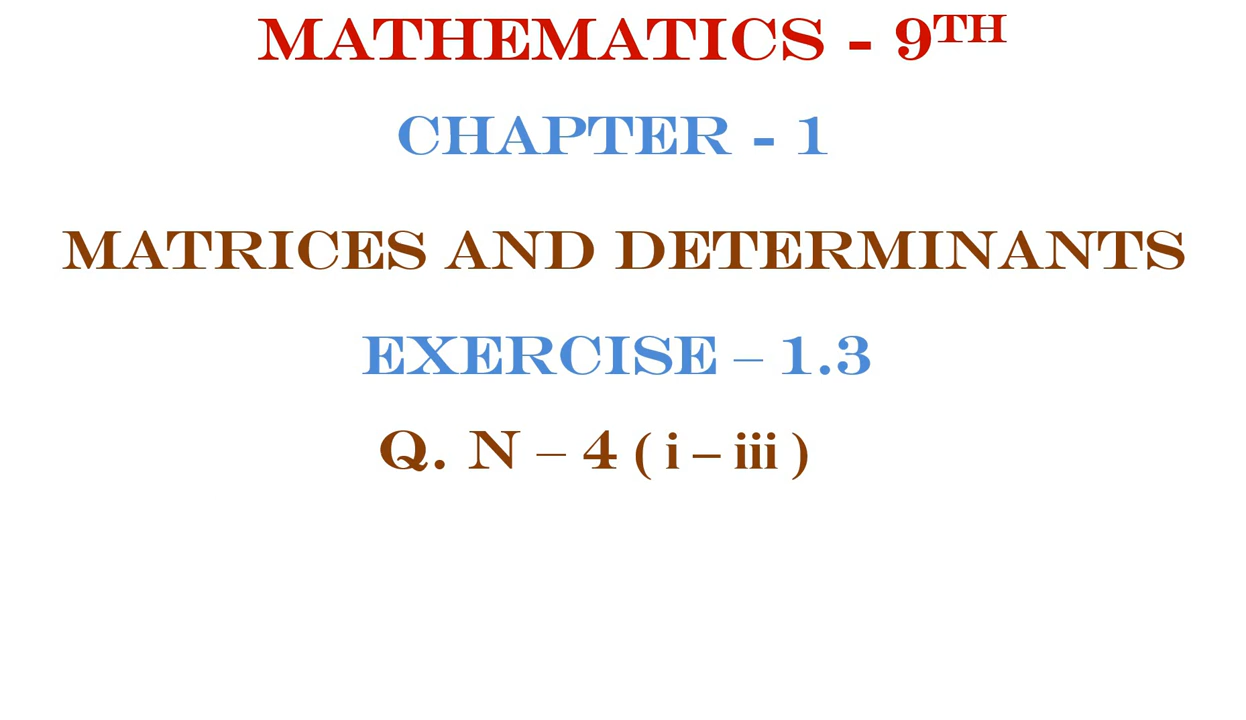 MATHEMATICS - 9TH
CHAPTER - 1
MATRICES AND DETERMINANTS
EXERCISE – 1.3
Q. N – 4 ( i – iii )